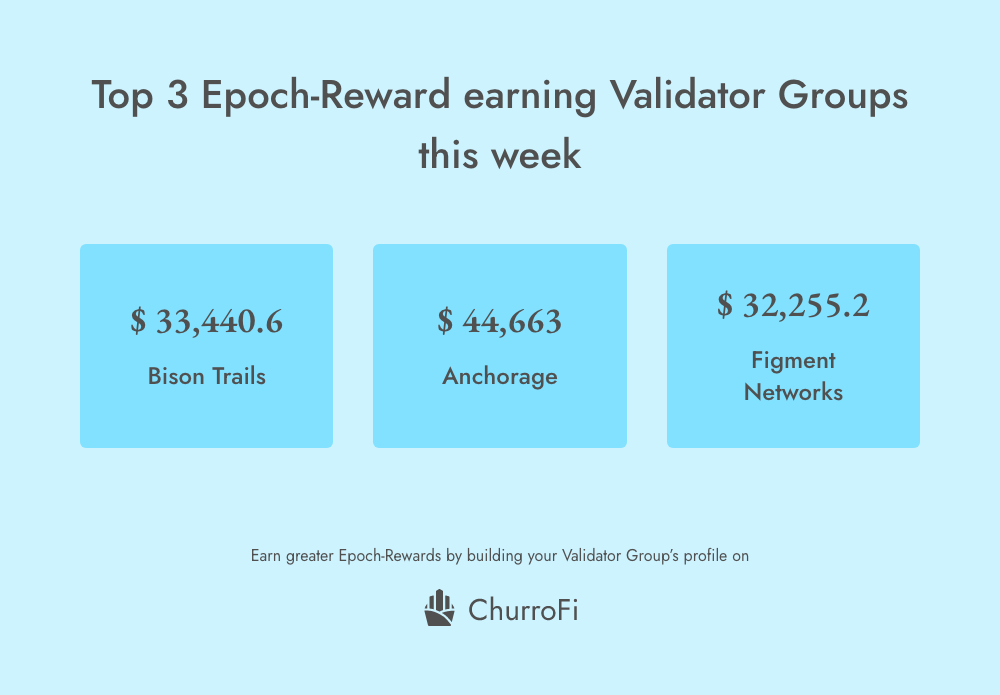 Top 3 Epoch-Reward earning Validator Groups
this week
$ 33,440.6
Bison Trails
$ 44,663
Anchorage
$ 32,255.2
Figment
Networks
Earn greater Epoch-Rewards by building your Validator Group's profile on
ChurroFi